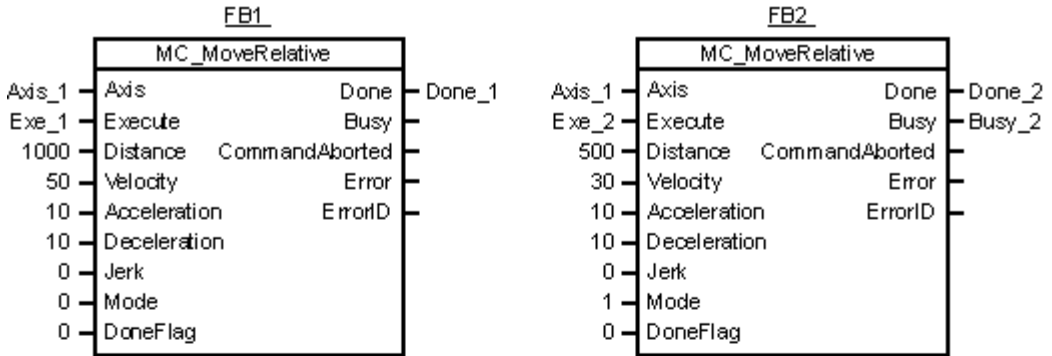 FB1 FB2
MC_MoveRelative MC_MoveRelative
Axis_1 Axis Done Done_1 Axis_1 Axis Done Done_2
Exe_1 Execute Busy Exe_2 Execute Busy Busy_2
1000 Distance CommandAborted 500 Distance CommandAborted
50 Velocity Error 30 Velocity Error
10 Acceleration ErrorID 10 Acceleration ErrorID
10 Deceleration 10 Deceleration
0 Jerk 0 Jerk
0 Mode 1 Mode
0 DoneFlag 0 DoneFlag